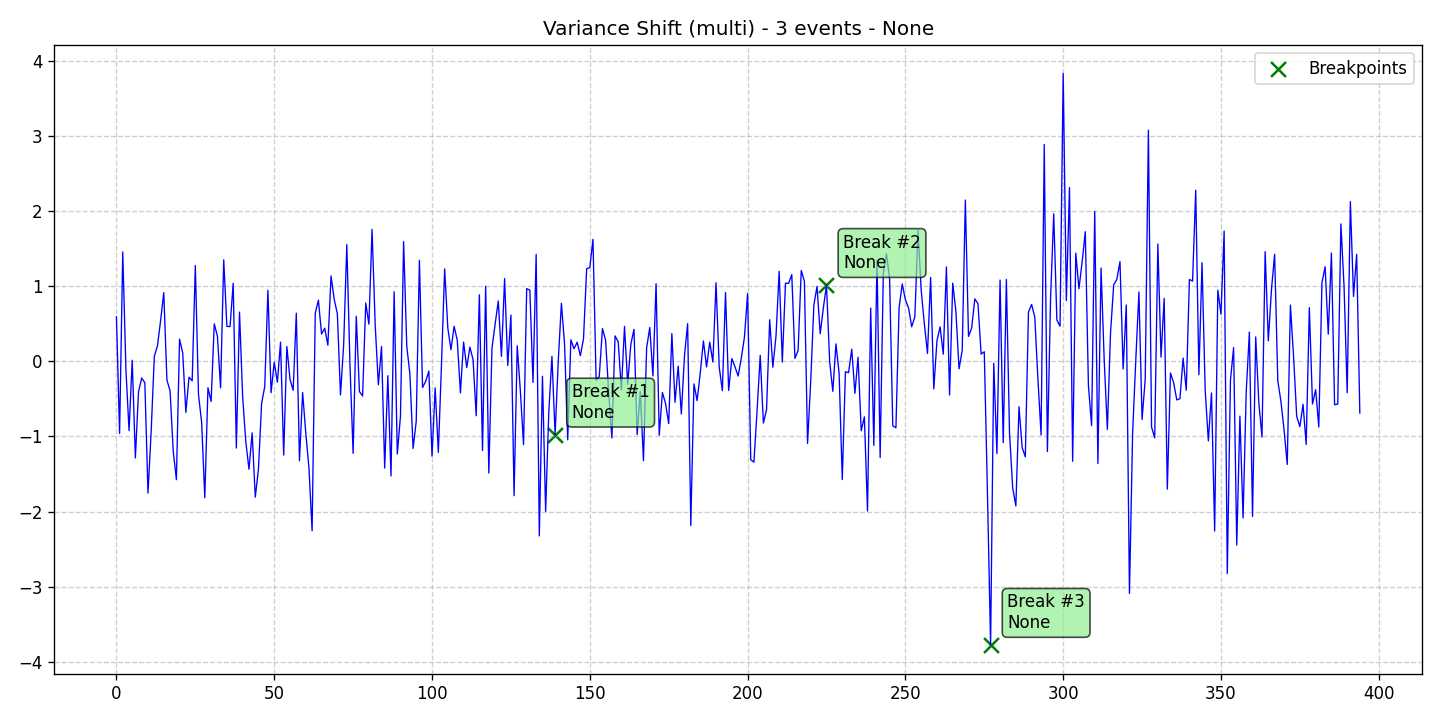 Variance Shift (multi) - 3 events - None
4
3
2
1
0
−1
−2
−3
−4
Breakpoints
Break #2
None
Break #1
None
Break #3
None
0
50
100
150
200
250
300
350
400